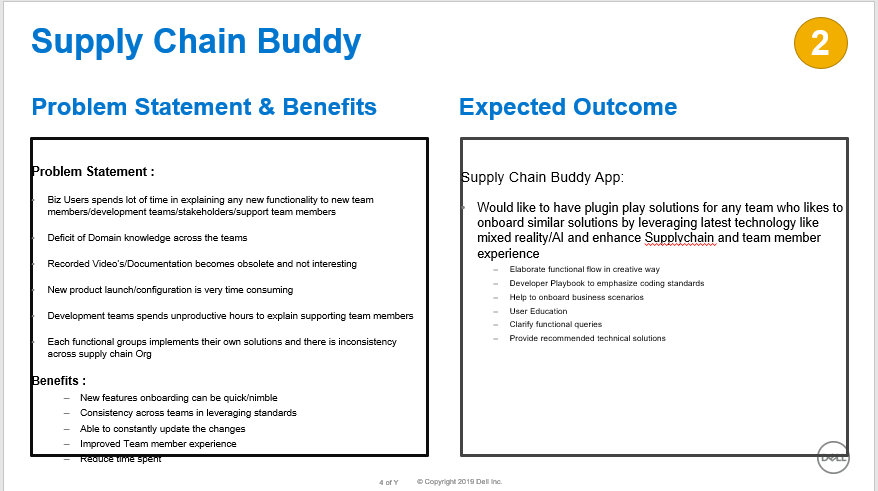 Supply Chain Buddy
2
Problem Statement & Benefits
Problem Statement :
Biz Users spends lot of time in explaining any new functionality to new team
members/development teams/stakeholders/support team members
Deficit of Domain knowledge across the teams
Recorded Video's/Documentation becomes obsolete and not interesting
New product launch/configuration is very time consuming
Development teams spends unproductive hours to explain supporting team members
Each functional groups implements their own solutions and there is inconsistency
across supply chain Org
Benefits :
– New features onboarding can be quick/nimble
– Consistency across teams in leveraging standards
– Able to constantly update the changes
– Improved Team member experience
– Reduce time spent
Expected Outcome
Supply Chain Buddy App:
Would like to have plugin play solutions for any team who likes to
onboard similar solutions by leveraging latest technology like
mixed reality/AI and enhance Supplychain and team member
experience
– Elaborate functional flow in creative way
– Developer Playbook to emphasize coding standards
– Help to onboard business scenarios
– User Education
– Clarify functional queries
– Provide recommended technical solutions
DELL
4 of Y
© Copyright 2019 Dell Inc.